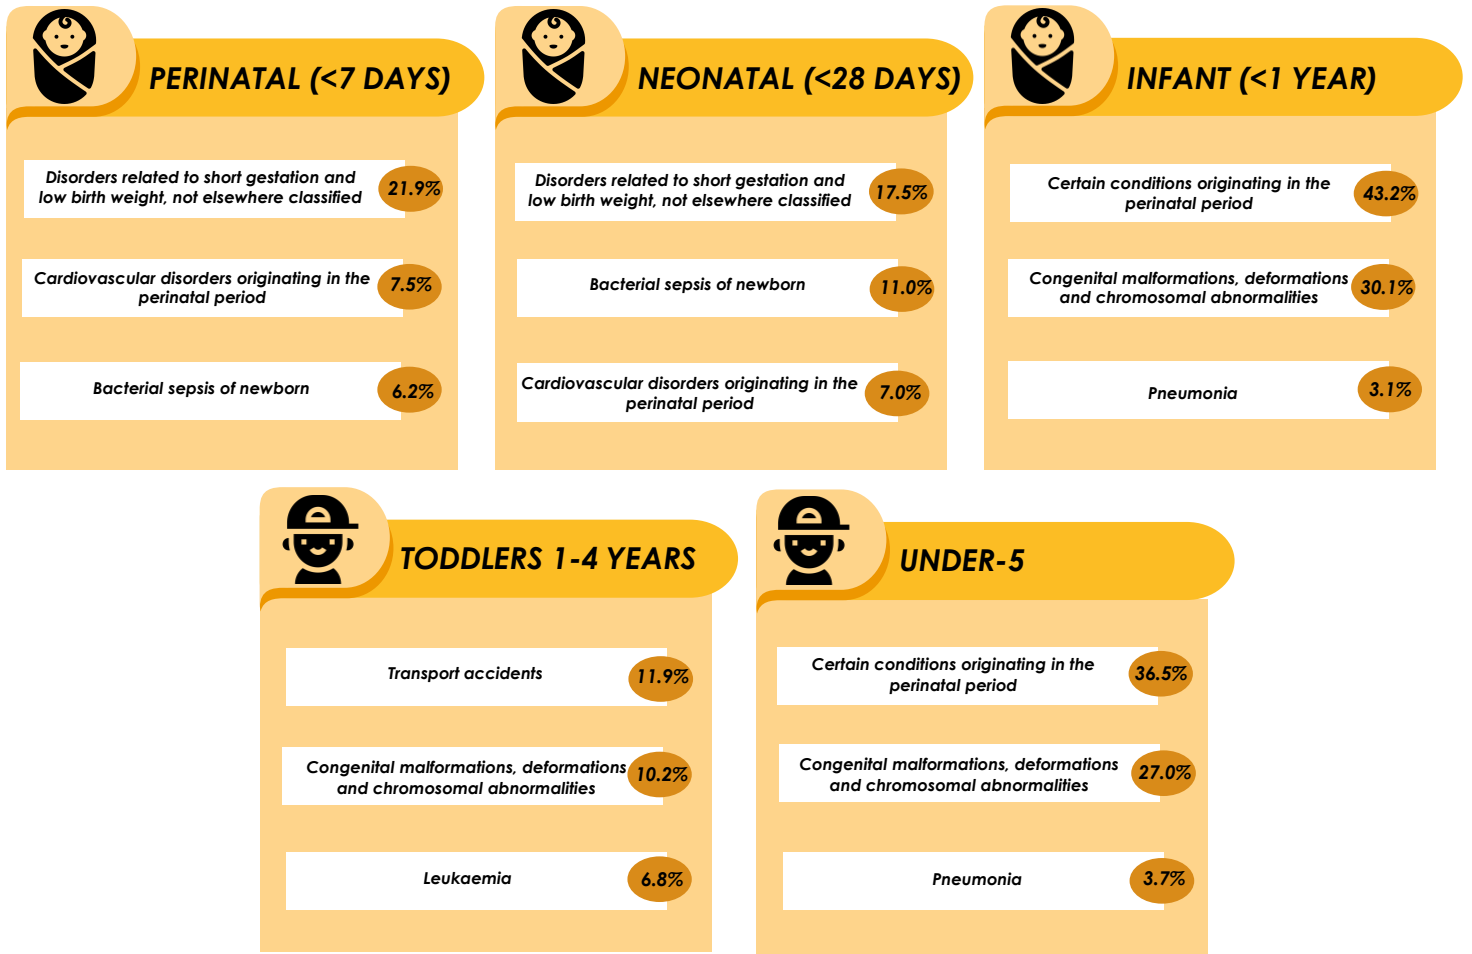 PERINATAL (<7 DAYS)
Disorders related to short gestation and
low birth weight, not elsewhere classified
21.9%
Cardiovascular disorders originating in the
perinatal period
7.5%
Bacterial sepsis of newborn
6.2%
NEONATAL (<28 DAYS)
Disorders related to short gestation and
low birth weight, not elsewhere classified
17.5%
Bacterial sepsis of newborn
11.0%
Cardiovascular disorders originating in the
perinatal period
7.0%
INFANT (<1 YEAR)
Certain conditions originating in the
perinatal period
43.2%
Congenital malformations, deformations
and chromosomal abnormalities
30.1%
Pneumonia
3.1%
TODDLERS 1-4 YEARS
Transport accidents
11.9%
Congenital malformations, deformations
and chromosomal abnormalities
10.2%
Leukaemia
6.8%
UNDER-5
Certain conditions originating in the
perinatal period
36.5%
Congenital malformations, deformations
and chromosomal abnormalities
27.0%
Pneumonia
3.7%